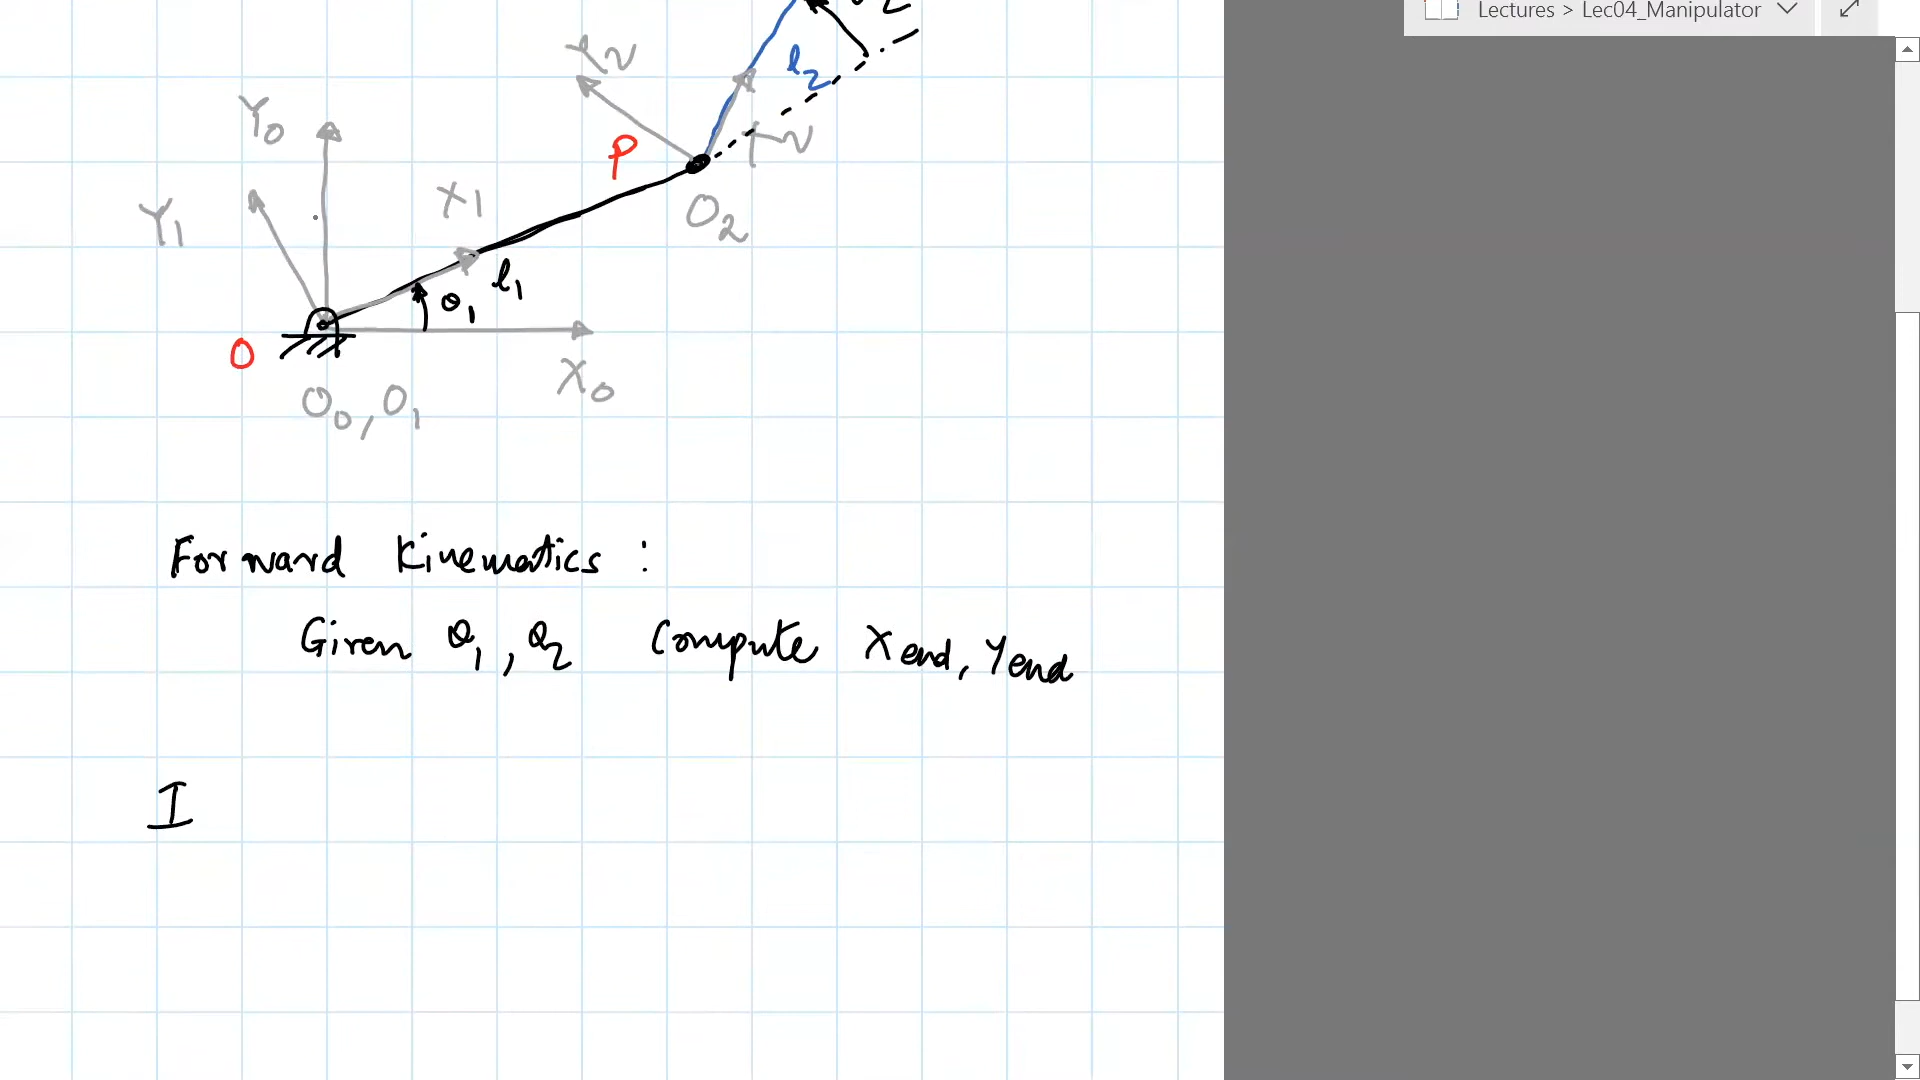 Lectures > Lec04_Manipulator
l2
Y0
P
Y1
X1
O2
l1
θ1
O
X0
O0, O1
Forward Kinematics :
Given θ1, θ2 Compute Xend, Yend
I